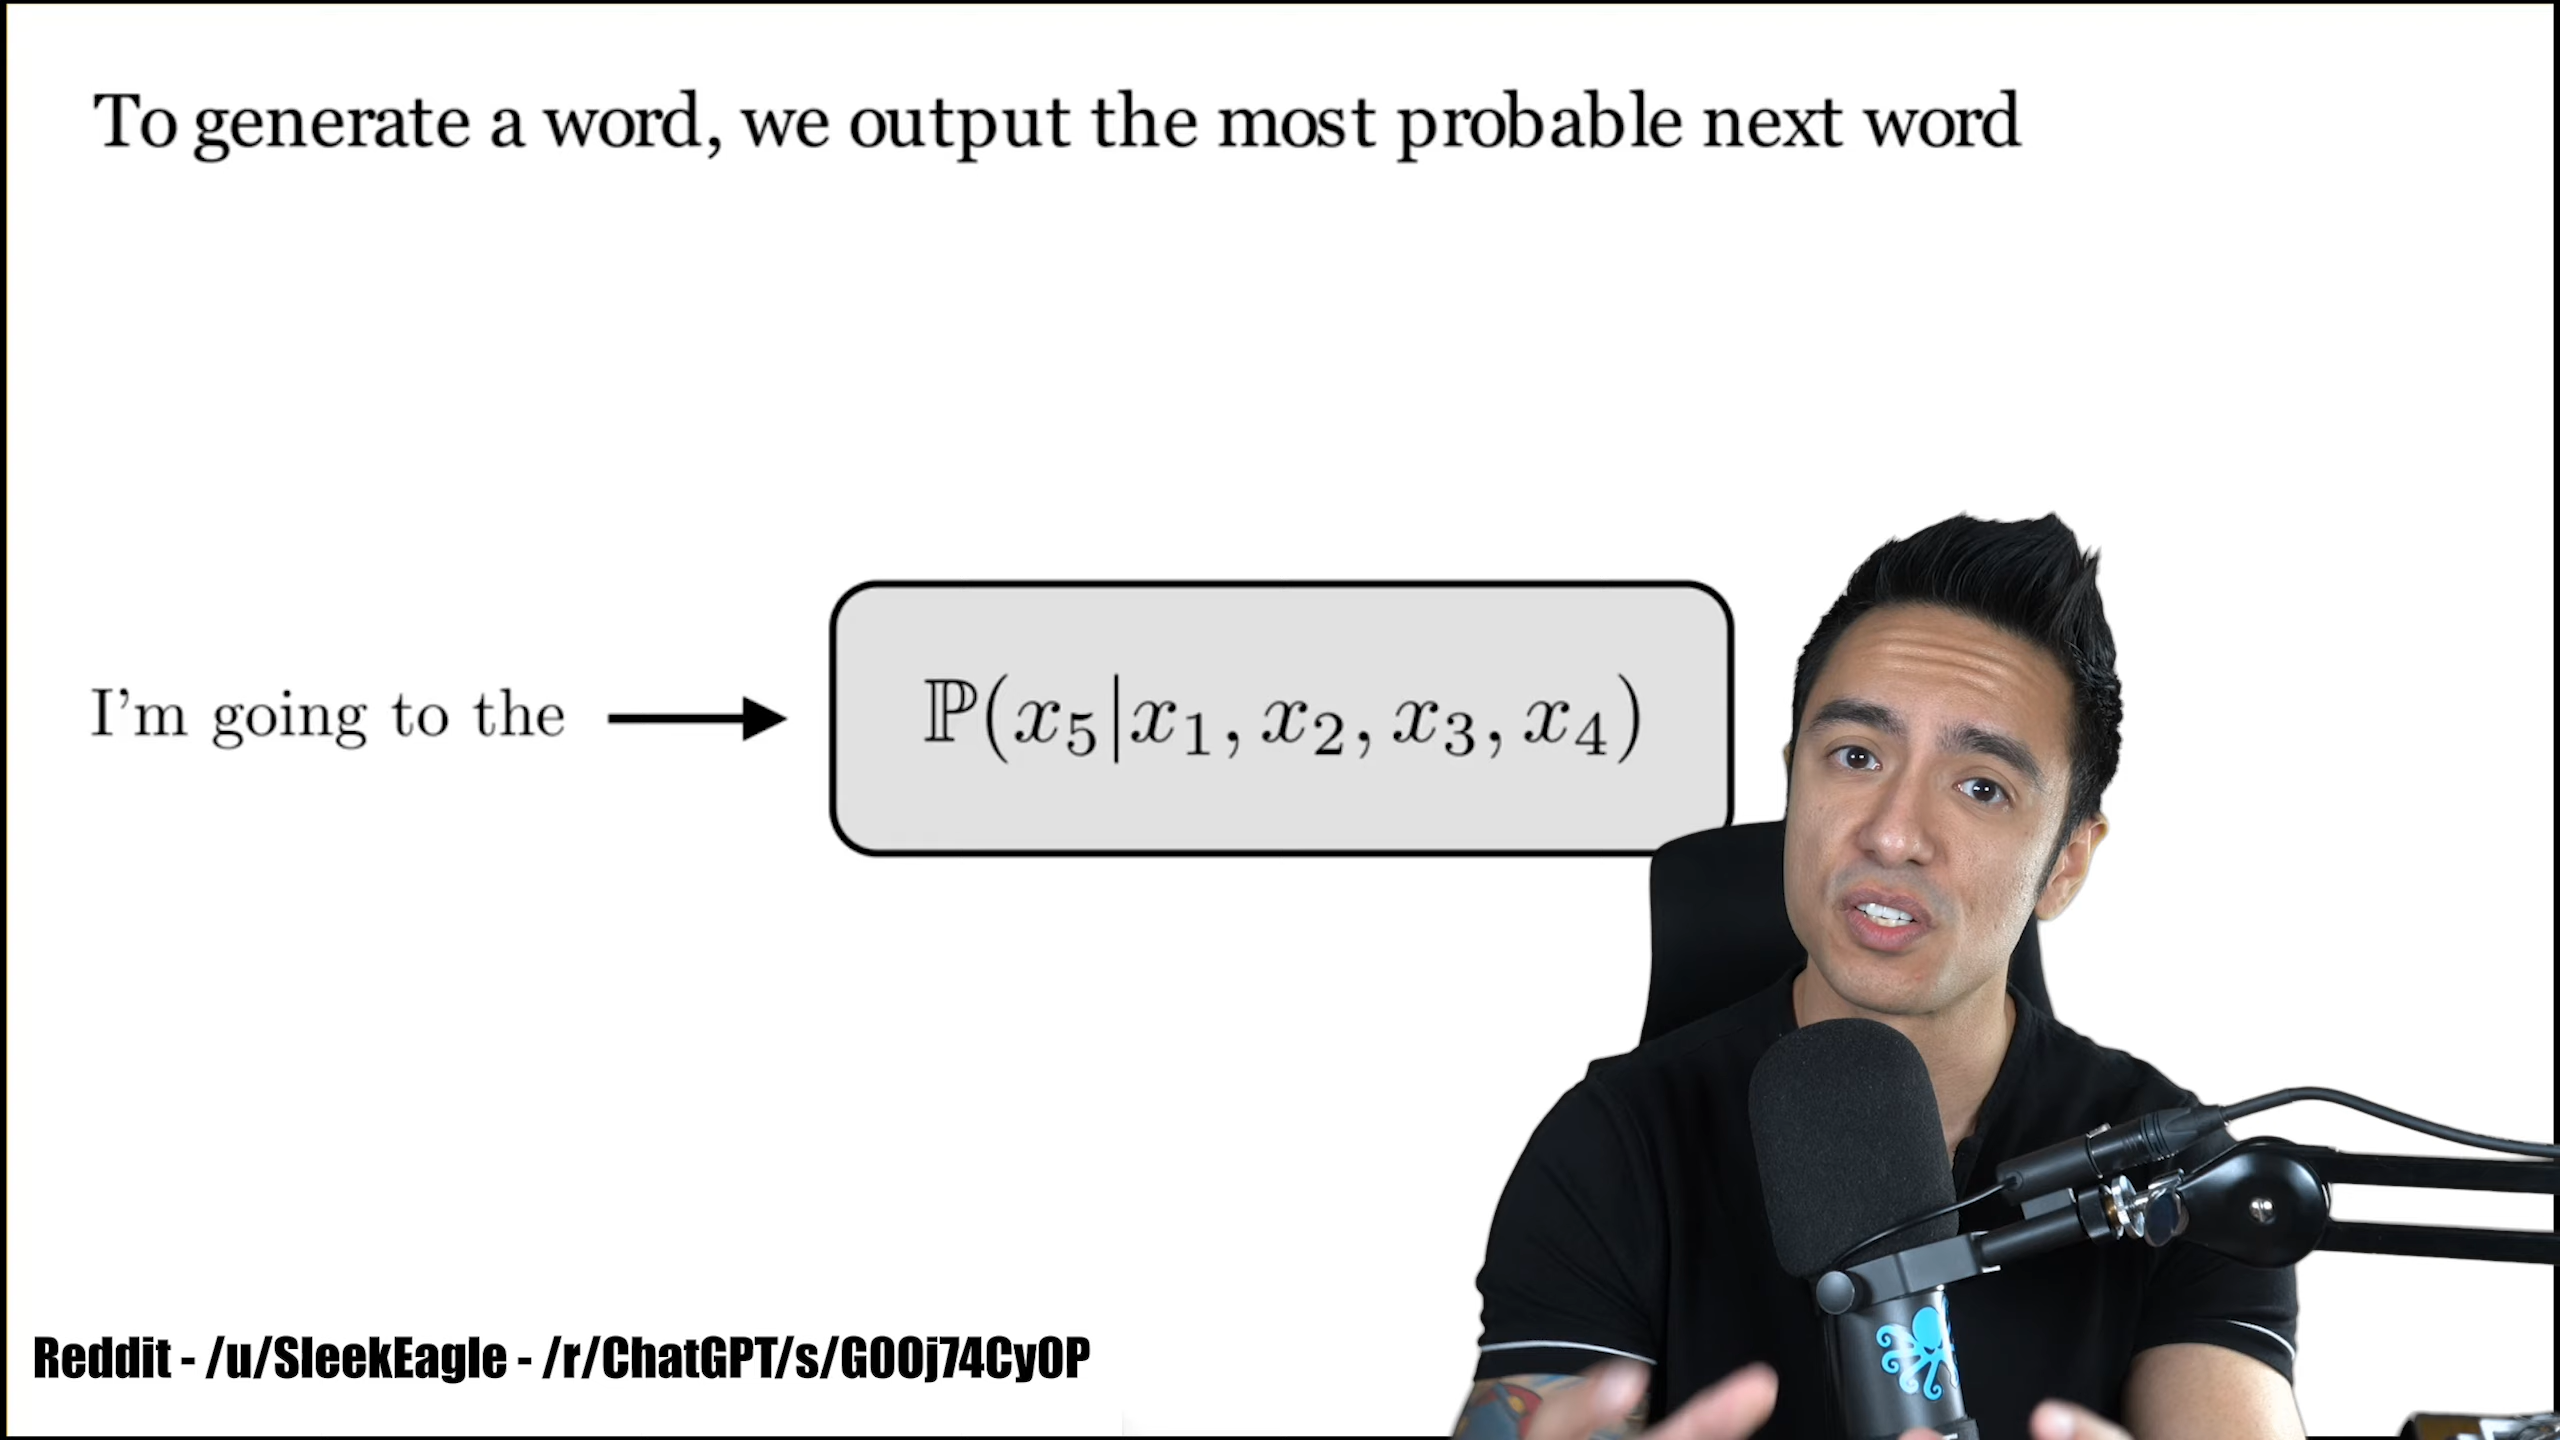 To generate a word, we output the most probable next word
I'm going to the
ℙ(x₅|x₁, x₂, x₃, x₄)
Reddit - /u/SleekEagle - /r/ChatGPT/s/G00j74Cy0P